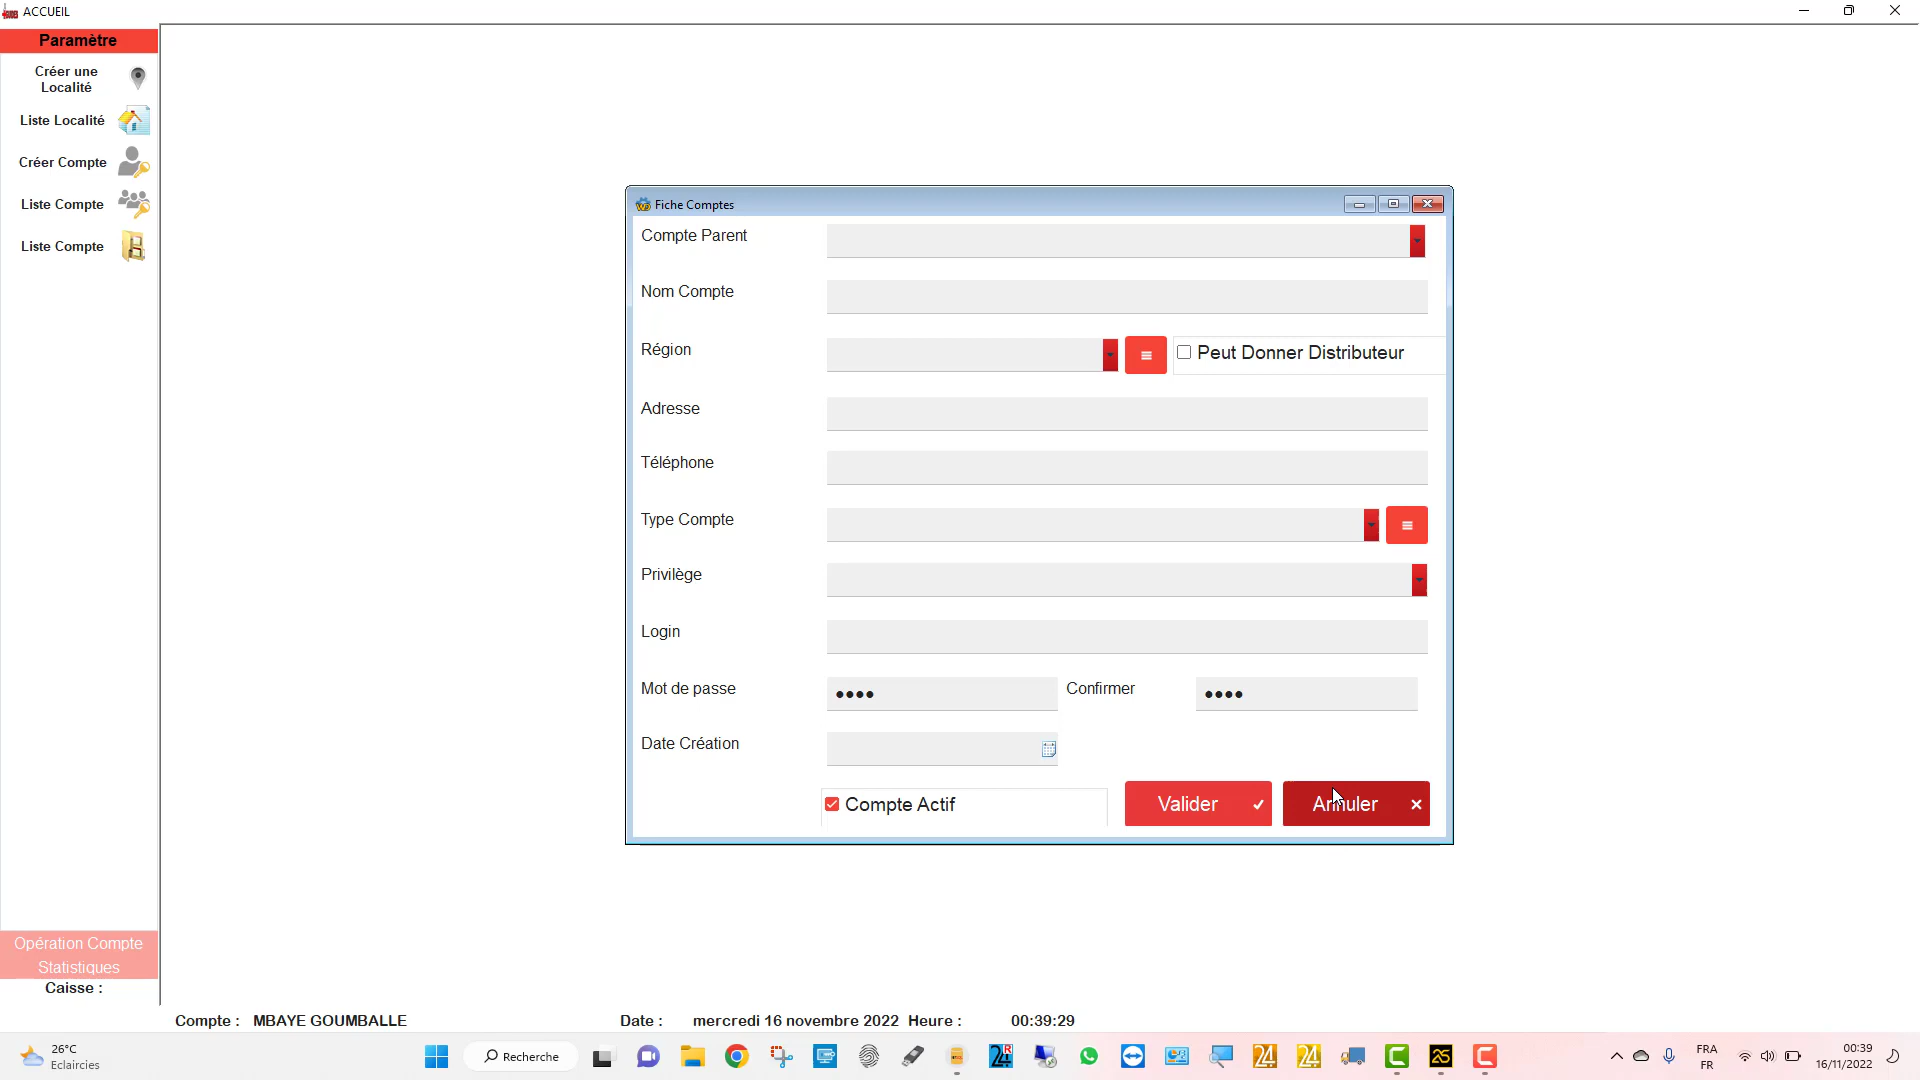 ACCUEIL
Paramètre
Créer une
Localité
Liste Localité
Créer Compte
Liste Compte
Liste Compte
Opération Compte
Statistiques
Caisse :
Fiche Comptes
Compte Parent
Nom Compte
Région
Peut Donner Distributeur
Adresse
Téléphone
Type Compte
Privilège
Login
Mot de passe ●●●● Confirmer ●●●●
Date Création
Compte Actif Valider Annuler
Compte : MBAYE GOUMBALLE Date : mercredi 16 novembre 2022 Heure : 00:39:29
26°C
Eclaircies
Recherche
FRA
FR
00:39
16/11/2022